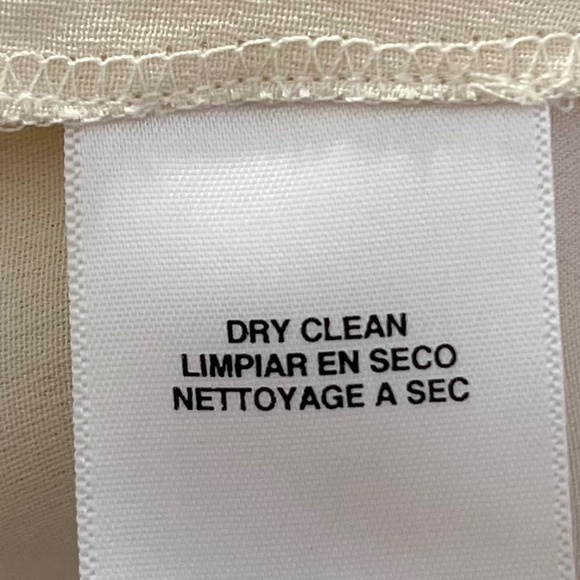 DRY CLEAN
LIMPIAR EN SECO
NETTOYAGE A SEC